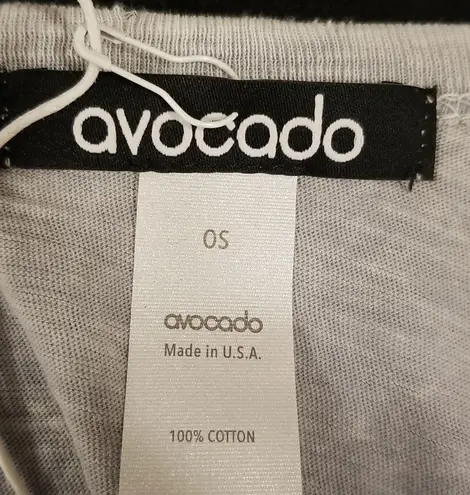 avocado
OS
avocado
Made in U.S.A.
100% COTTON